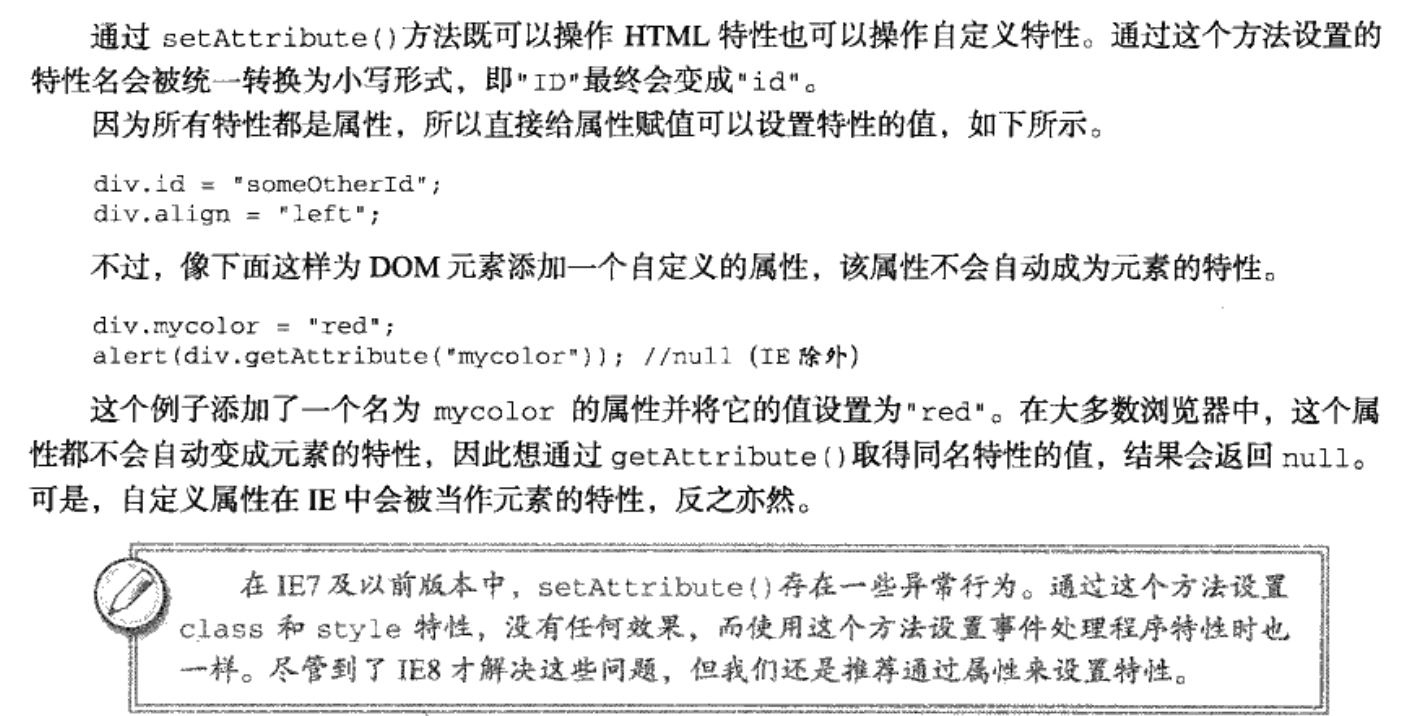 通过 setAttribute()方法既可以操作 HTML 特性也可以操作自定义特性。通过这个方法设置的
特性名会被统一转换为小写形式，即"ID"最终会变成"id"。
因为所有特性都是属性，所以直接给属性赋值可以设置特性的值，如下所示。
div.id = "someOtherId";
div.align = "left";
不过，像下面这样为 DOM 元素添加一个自定义的属性，该属性不会自动成为元素的特性。
div.mycolor = "red";
alert(div.getAttribute("mycolor")); //null (IE 除外)
这个例子添加了一个名为 mycolor 的属性并将它的值设置为"red"。在大多数浏览器中，这个属
性都不会自动变成元素的特性，因此想通过 getAttribute()取得同名特性的值，结果会返回 null。
可是，自定义属性在 IE 中会被当作元素的特性，反之亦然。
在 IE7 及以前版本中，setAttribute()存在一些异常行为。通过这个方法设置
class 和 style 特性，没有任何效果，而使用这个方法设置事件处理程序特性时也
一样。尽管到了 IE8 才解决这些问题，但我们还是推荐通过属性来设置特性。